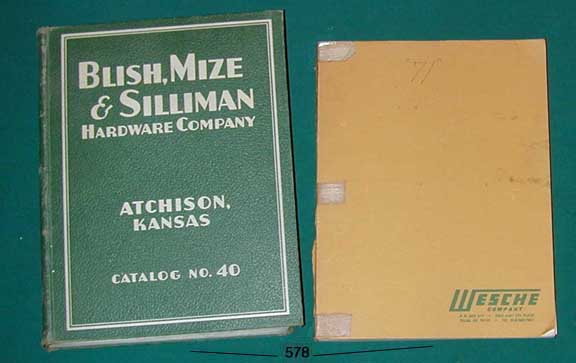 BLISH, MIZE
& SILLIMAN
HARDWARE COMPANY
ATCHISON,
KANSAS
CATALOG NO. 40
WESCHE
COMPANY
578